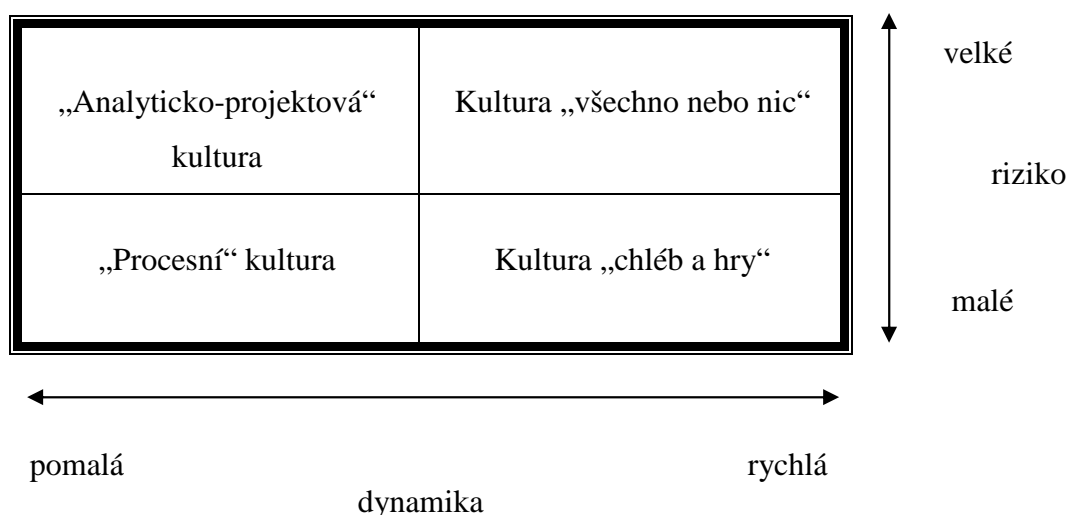 velké
„Analyticko-projektová“
kultura
Kultura „všechno nebo nic“
riziko
„Procesní“ kultura
Kultura „chléb a hry“
malé
pomalá
rychlá
dynamika